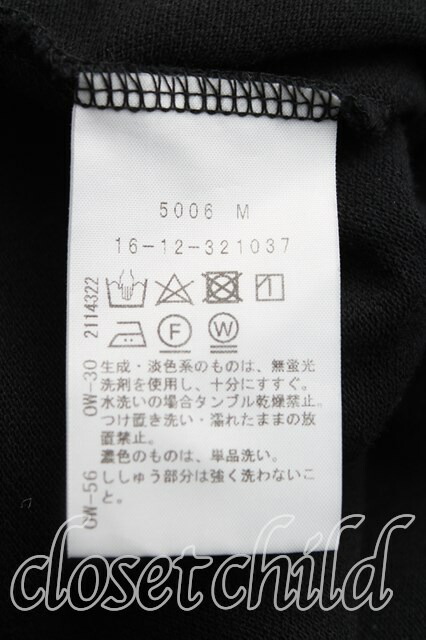 5006 M
16-12-321037
F
W
生成・淡色系のものは、無蛍光
洗剤を使用し、十分にすすぐ。
水洗いの場合タンブル乾燥禁止。
つけ置き洗い・濡れたままの放
置禁止。
濃色のものは、単品洗い。
ししゅう部分は強く洗わないこ
と。
GW-56 OW-30 2114322
closet child